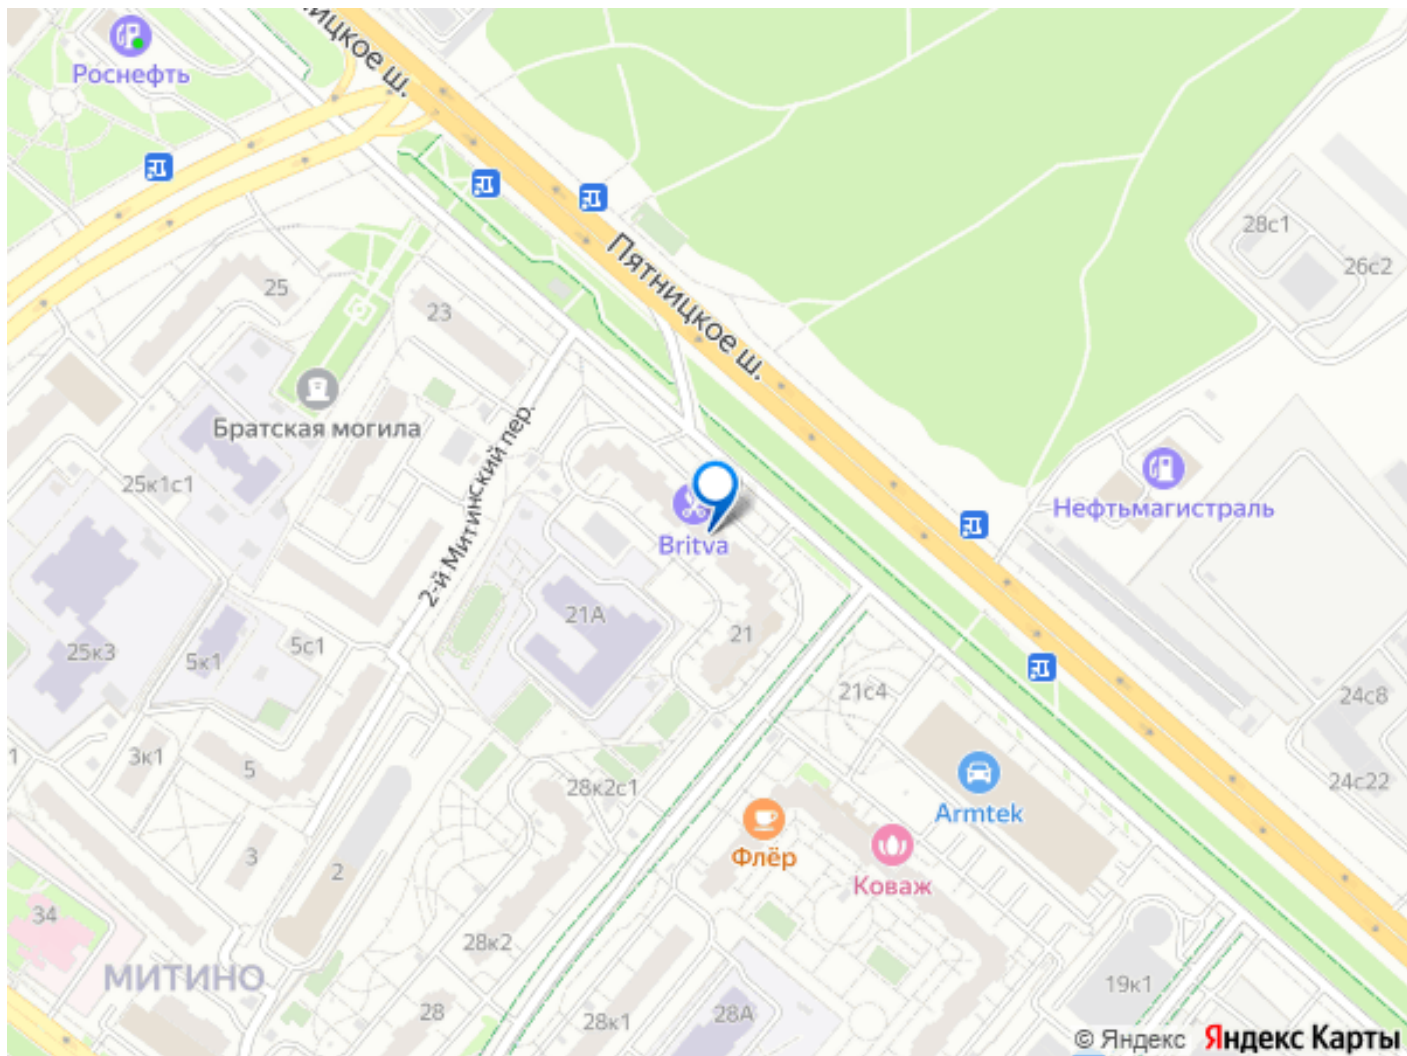 ницкое ш.
Роснефть
28с1
26с2
Пятницкое ш.
25
23
Братская могила
2-й Митинский пер.
25к1с1
Britva
Нефтьмагистраль
21А
21
5с1
5к1
25к3
21с4
24с8
24с22
1
3к1
5
28к2с1
Armtek
Флёр
Коваж
3
2
34
28к2
МИТИНО
19к1
28
28к1
28А
© Яндекс Яндекс Карты